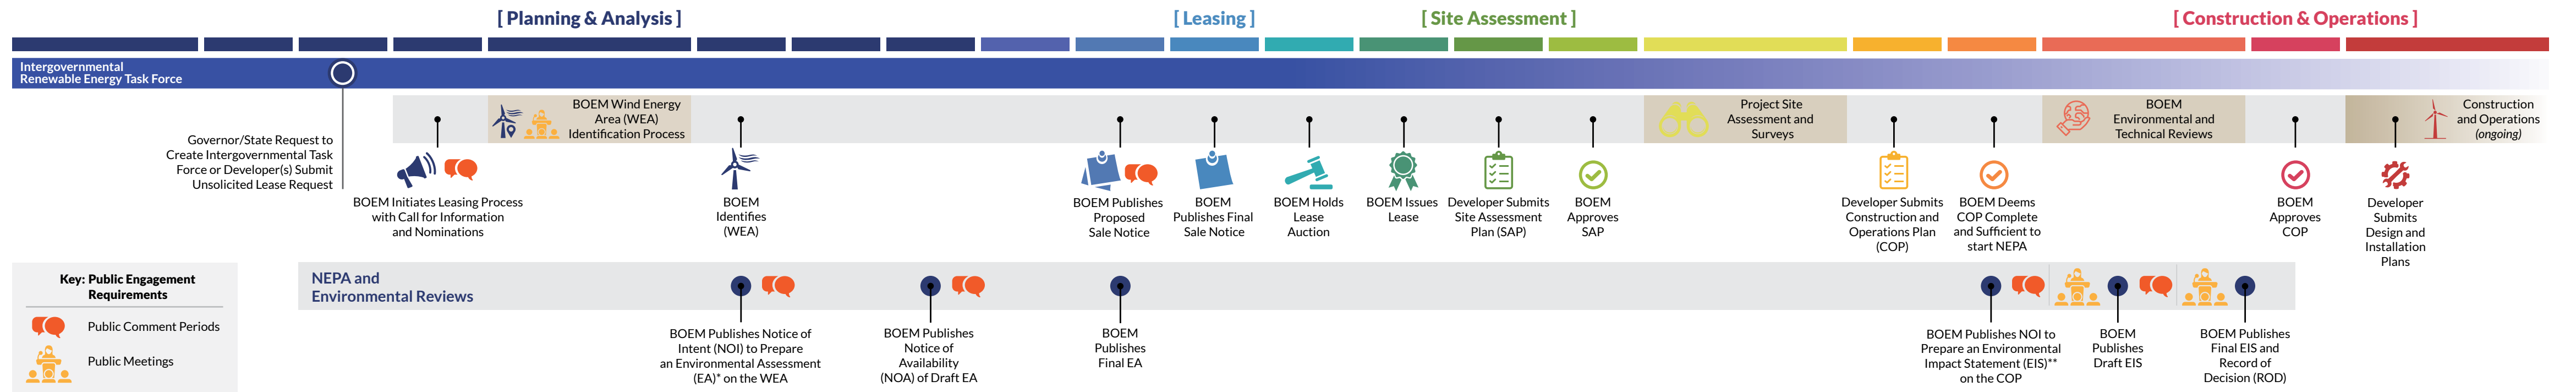 [ Planning & Analysis ]
[ Leasing ]
[ Site Assessment ]
[ Construction & Operations ]
Intergovernmental
Renewable Energy Task Force
Governor/State Request to
Create Intergovernmental Task
Force or Developer(s) Submit
Unsolicited Lease Request
BOEM Initiates Leasing Process
with Call for Information
and Nominations
BOEM Wind Energy
Area (WEA)
Identification Process
BOEM
Identifies
(WEA)
BOEM Publishes
Proposed
Sale Notice
BOEM
Publishes Final
Sale Notice
BOEM Holds
Lease
Auction
BOEM Issues
Lease
Developer Submits
Site Assessment
Plan (SAP)
BOEM
Approves
SAP
Project Site
Assessment and
Surveys
Developer Submits
Construction and
Operations Plan
(COP)
BOEM Deems
COP Complete
and Sufficient to
start NEPA
BOEM
Environmental and
Technical Reviews
BOEM
Approves
COP
Construction
and Operations
(ongoing)
Developer
Submits
Design and
Installation
Plans
Key: Public Engagement
Requirements
Public Comment Periods
Public Meetings
NEPA and
Environmental Reviews
BOEM Publishes Notice of
Intent (NOI) to Prepare
an Environmental Assessment
(EA)* on the WEA
BOEM Publishes
Notice of
Availability
(NOA) of Draft EA
BOEM
Publishes
Final EA
BOEM Publishes NOI to
Prepare an Environmental
Impact Statement (EIS)**
on the COP
BOEM
Publishes
Draft EIS
BOEM Publishes
Final EIS and
Record of
Decision (ROD)